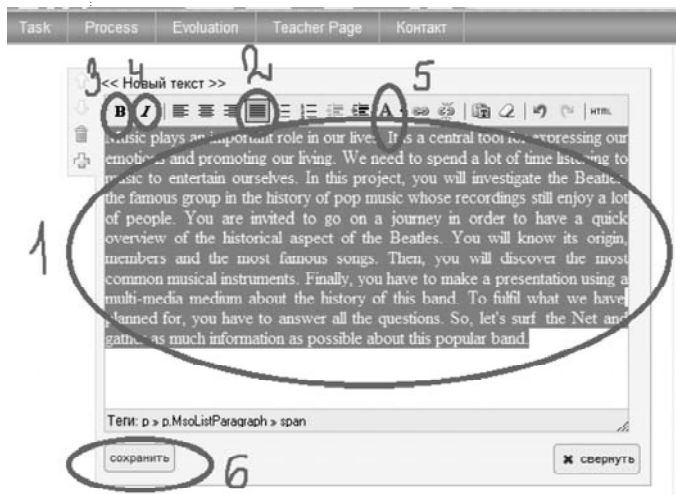 Task Process Evoluation Teacher Page Контакт
3 4 2 5
<< Новый текст >>
B I A HTML
Music plays an important role in our lives. It is a central tool for expressing our
emotions and promoting our living. We need to spend a lot of time listening to
music to entertain ourselves. In this project, you will investigate the Beatles,
the famous group in the history of pop music whose recordings still enjoy a lot
of people. You are invited to go on a journey in order to have a quick
overview of the historical aspect of the Beatles. You will know its origin,
1
members and the most famous songs. Then, you will discover the most
common musical instruments. Finally, you have to make a presentation using a
multi-media medium about the history of this band. To fulfil what we have
planned for, you have to answer all the questions. So, let's surf the Net and
gather as much information as possible about this popular band.
Теги: p » p.MsoListParagraph » span
сохранить 6 свернуть